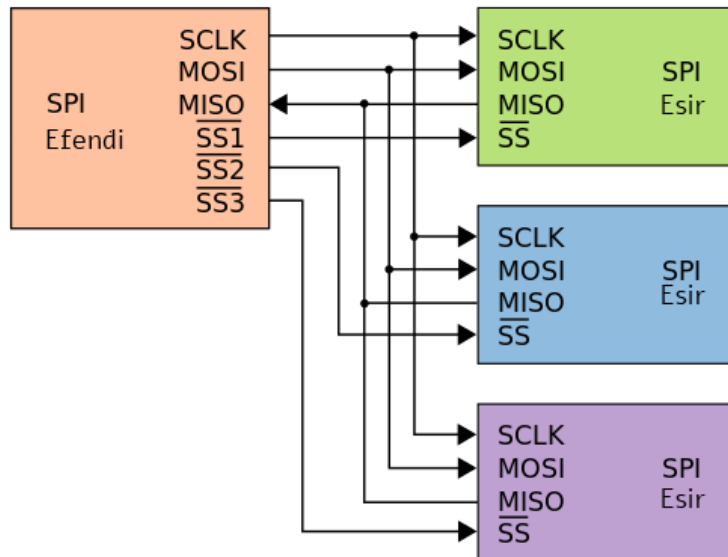 SPI
Efendi
SCLK
MOSI
MISO
SS1
SS2
SS3
SCLK
MOSI
MISO
SS
SPI
Esir
SCLK
MOSI
MISO
SS
SPI
Esir
SCLK
MOSI
MISO
SS
SPI
Esir